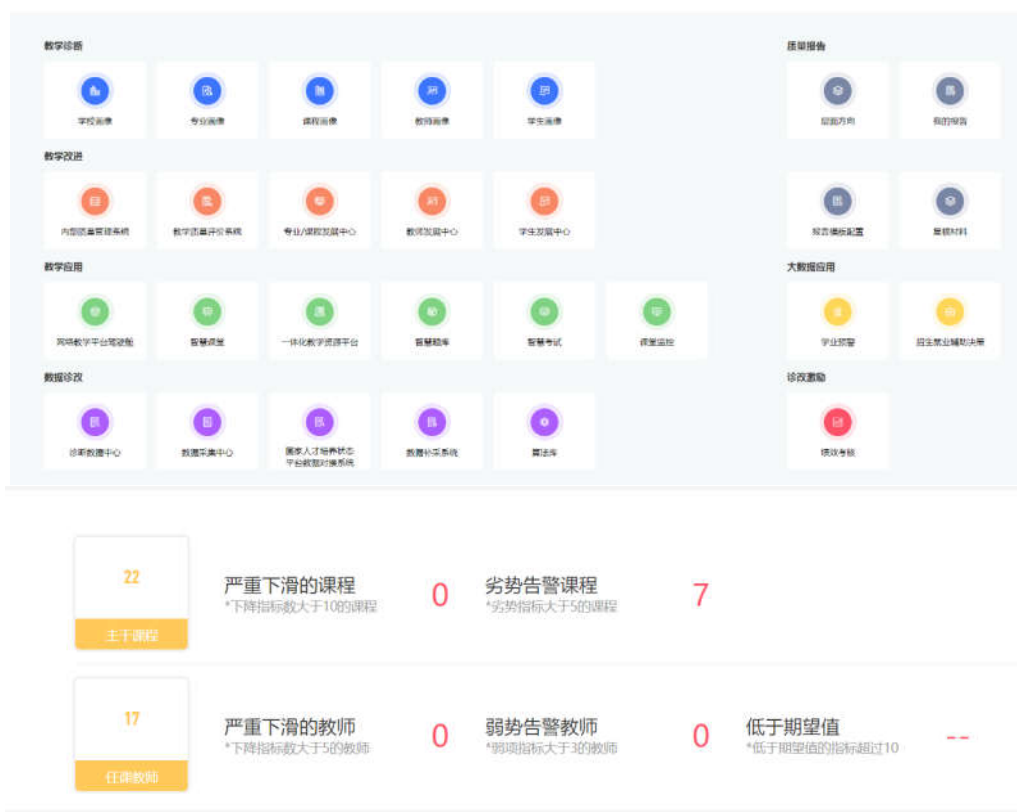 教学诊断
质量报告
学校画像
专业画像
课程画像
教师画像
学生画像
层面方向
我的报告
教学改进
内部质量管理系统
教学质量评价系统
专业/课程发展中心
教师发展中心
学生发展中心
报告模板配置
复核材料
教学应用
大数据应用
网络教学平台驾驶舱
智慧课堂
一体化教学资源平台
智慧题库
智慧考试
课堂监控
学业预警
招生就业辅助决策
数据诊改
诊改激励
诊断数据中心
数据采集中心
国家人才培养状态
平台数据对接系统
数据补采系统
算法库
绩效考核
22
主干课程
严重下滑的课程
*下降指标数大于10的课程
0
劣势告警课程
*劣势指标大于5的课程
7
17
任课教师
严重下滑的教师
*下降指标数大于5的教师
0
弱势告警教师
*弱项指标大于3的教师
0
低于期望值
*低于期望值的指标超过10
--